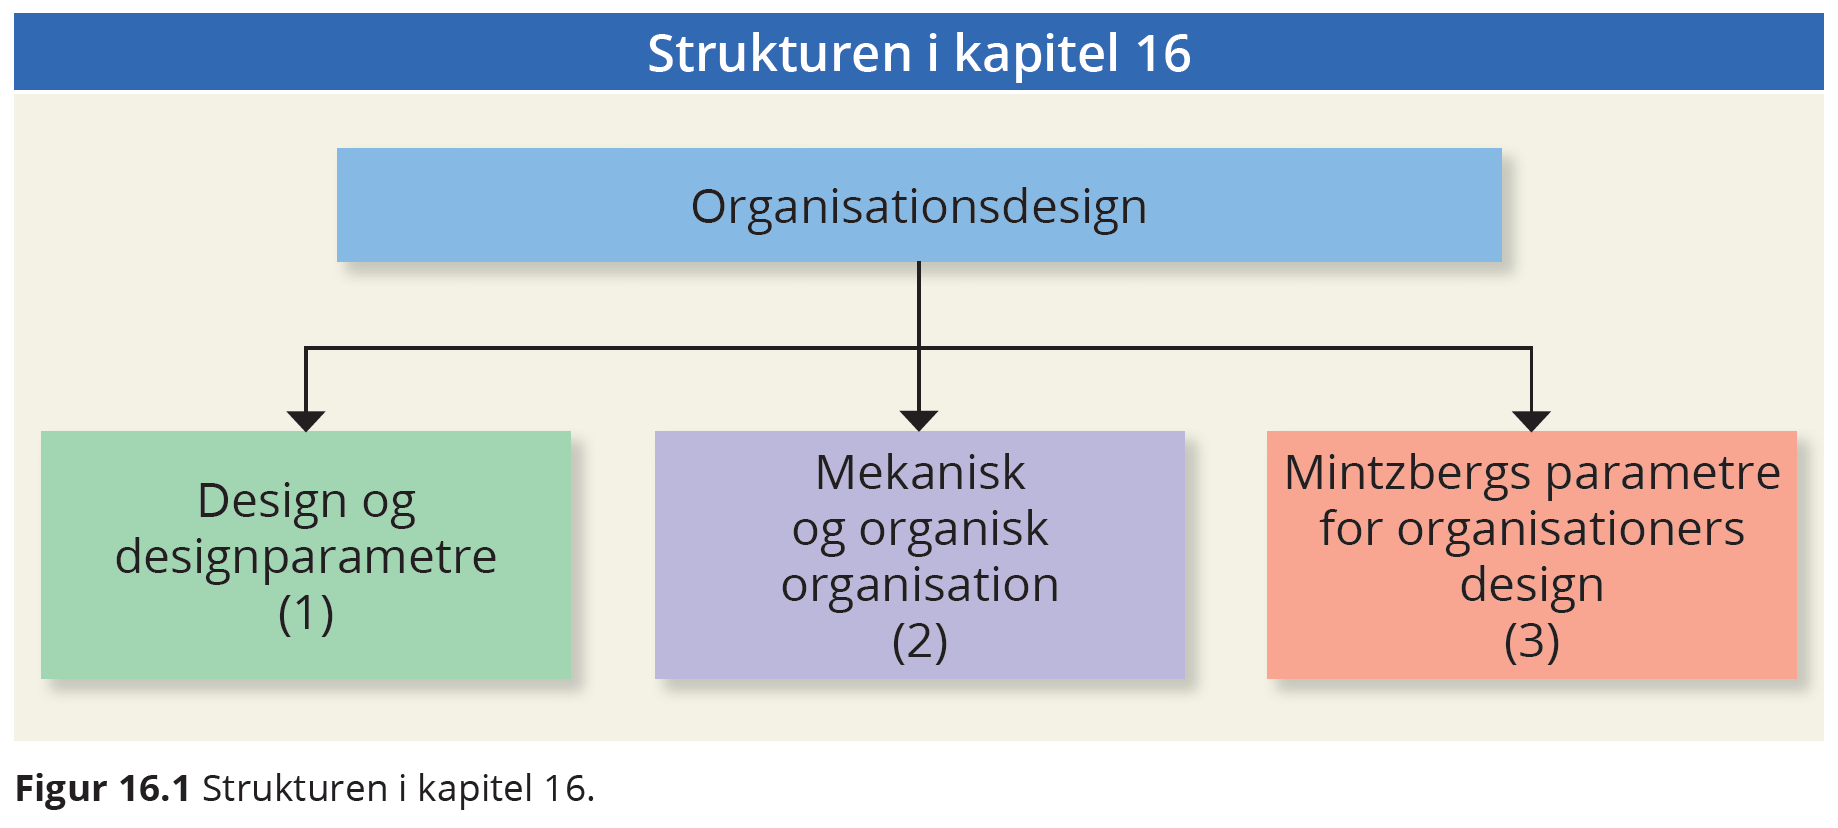 Strukturen i kapitel 16
Organisationsdesign
Design og
designparametre
(1)
Mekanisk
og organisk
organisation
(2)
Mintzbergs parametre
for organisationers
design
(3)
Figur 16.1 Strukturen i kapitel 16.